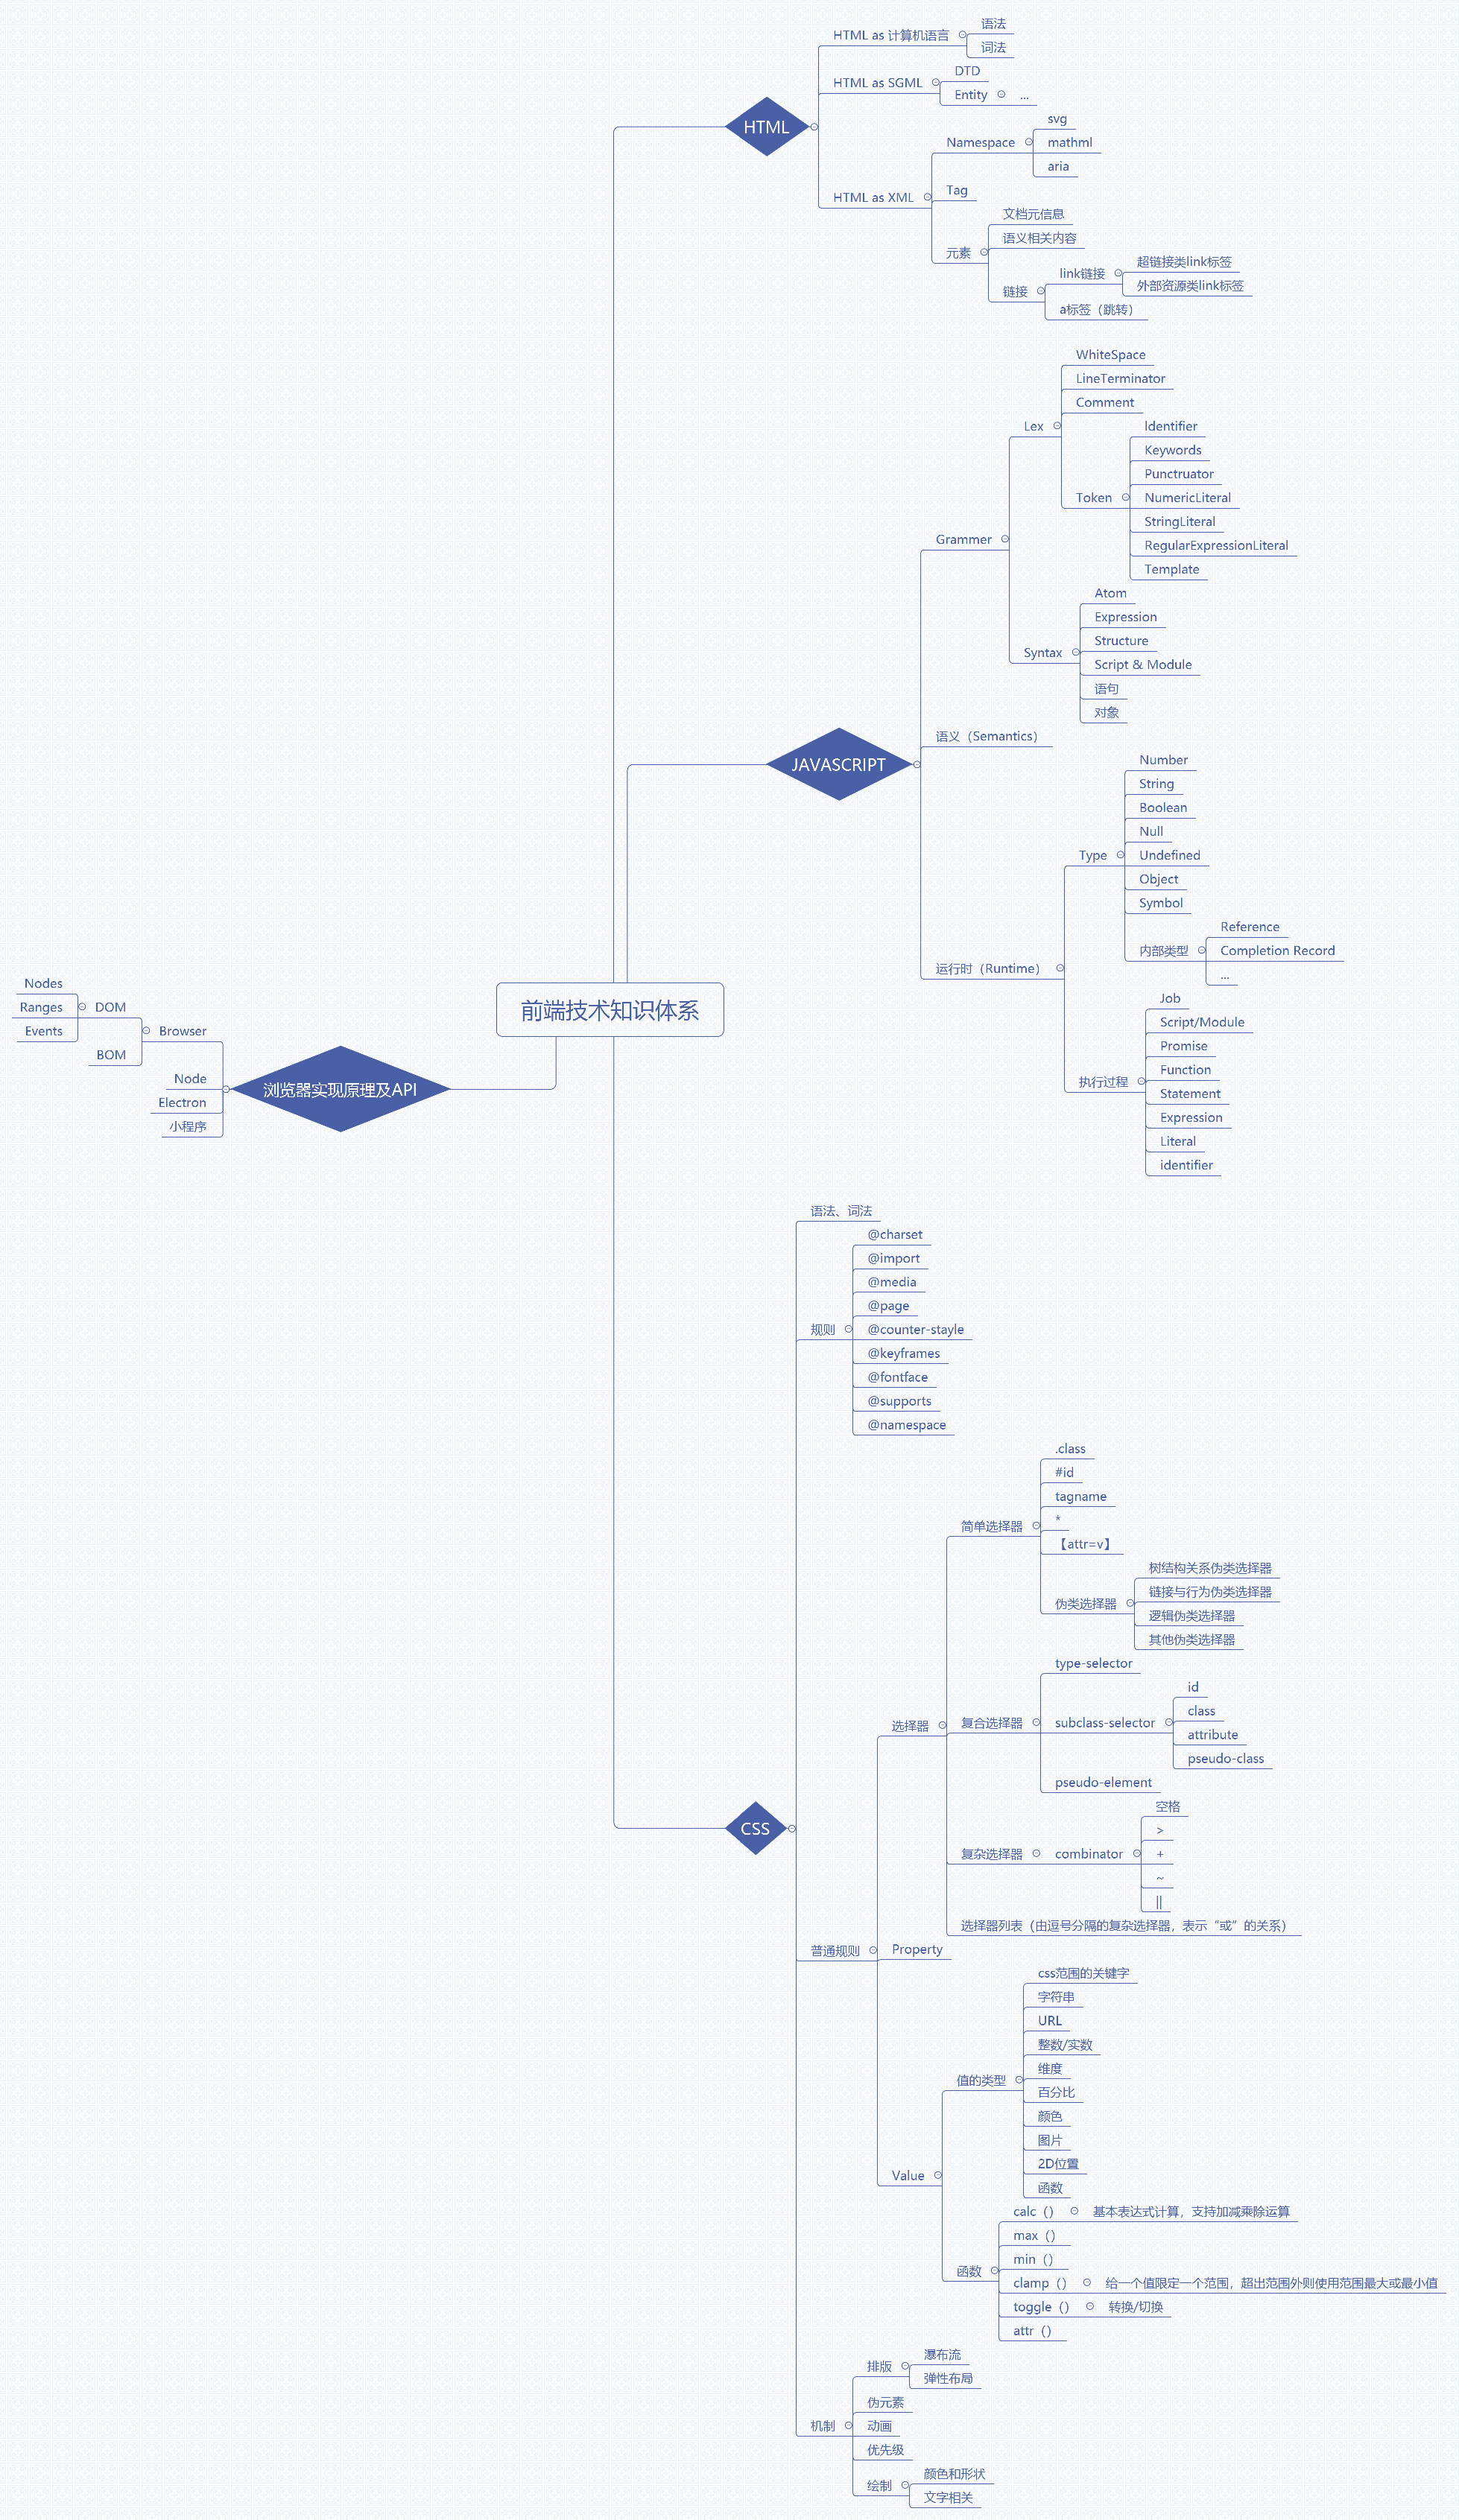 前端技术知识体系
HTML
HTML as 计算机语言
语法
词法
HTML as SGML
DTD
Entity
...
HTML as XML
Namespace
svg
mathml
aria
Tag
元素
文档元信息
语义相关内容
链接
link链接
超链接类link标签
外部资源类link标签
a标签（跳转）
JAVASCRIPT
Grammer
Lex
WhiteSpace
LineTerminator
Comment
Token
Identifier
Keywords
Punctruator
NumericLiteral
StringLiteral
RegularExpressionLiteral
Template
Syntax
Atom
Expression
Structure
Script & Module
语句
对象
语义（Semantics）
运行时（Runtime）
Type
Number
String
Boolean
Null
Undefined
Object
Symbol
内部类型
Reference
Completion Record
...
执行过程
Job
Script/Module
Promise
Function
Statement
Expression
Literal
identifier
CSS
语法、词法
规则
@charset
@import
@media
@page
@counter-stayle
@keyframes
@fontface
@supports
@namespace
普通规则
选择器
简单选择器
.class
#id
tagname
*
【attr=v】
伪类选择器
树结构关系伪类选择器
链接与行为伪类选择器
逻辑伪类选择器
其他伪类选择器
复合选择器
type-selector
subclass-selector
id
class
attribute
pseudo-class
pseudo-element
复杂选择器
combinator
空格
>
+
~
||
选择器列表（由逗号分隔的复杂选择器，表示“或”的关系）
Property
Value
值的类型
css范围的关键字
字符串
URL
整数/实数
维度
百分比
颜色
图片
2D位置
函数
函数
calc（）
基本表达式计算，支持加减乘除运算
max（）
min（）
clamp（）
给一个值限定一个范围，超出范围外则使用范围最大或最小值
toggle（）
转换/切换
attr（）
机制
排版
瀑布流
弹性布局
伪元素
动画
优先级
绘制
颜色和形状
文字相关
浏览器实现原理及API
Browser
DOM
Nodes
Ranges
Events
BOM
Node
Electron
小程序